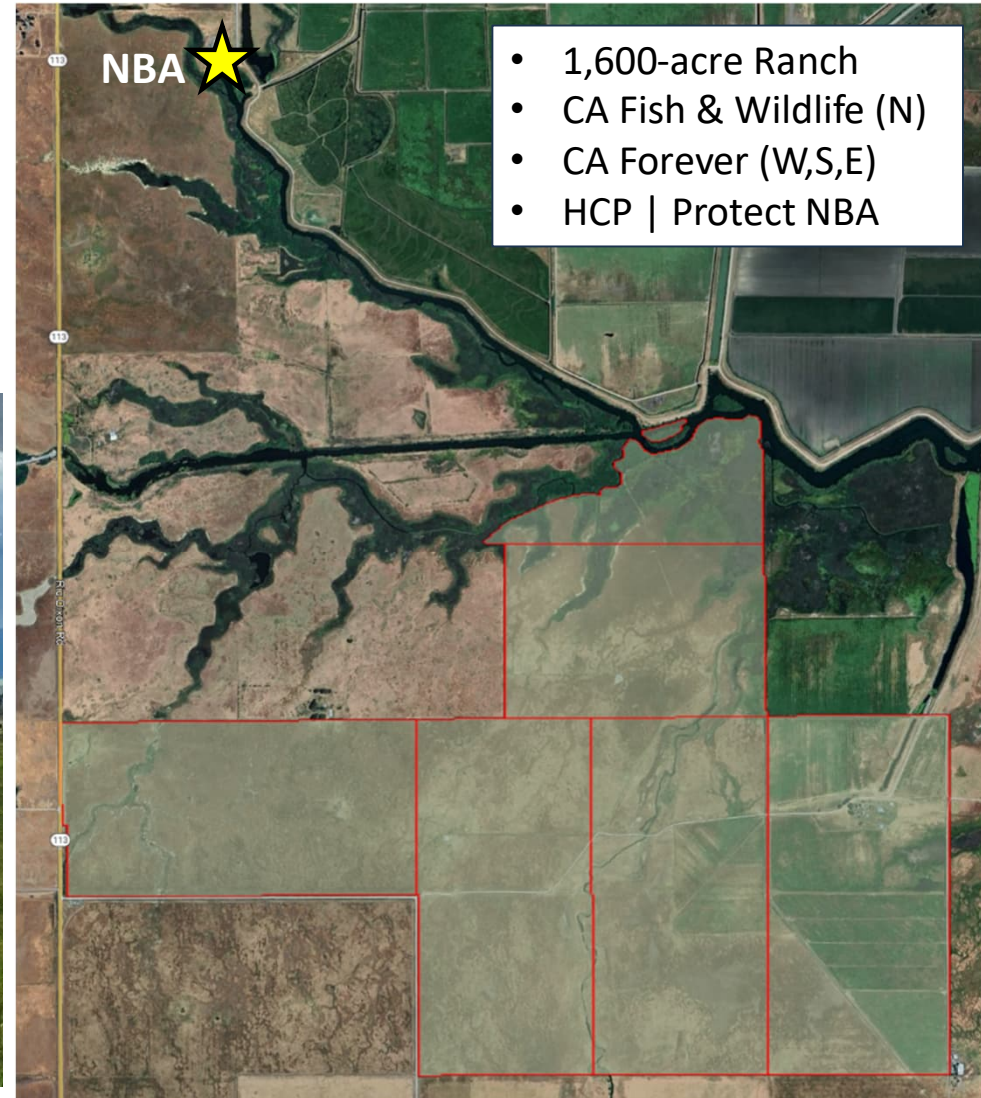 113
NBA
• 1,600-acre Ranch
• CA Fish & Wildlife (N)
• CA Forever (W,S,E)
• HCP | Protect NBA
113
113